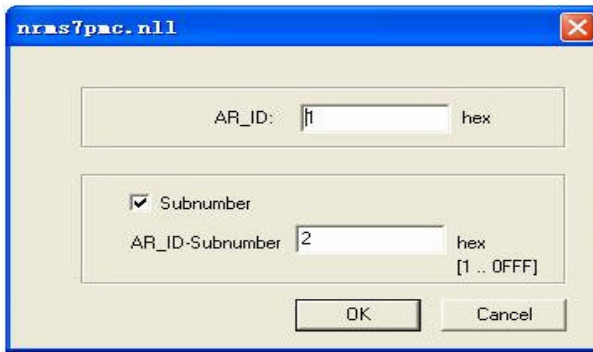 nrms7pmc.nll
AR_ID: 1 hex
Subnumber
AR_ID-Subnumber 2 hex
[1 .. 0FFF]
OK Cancel